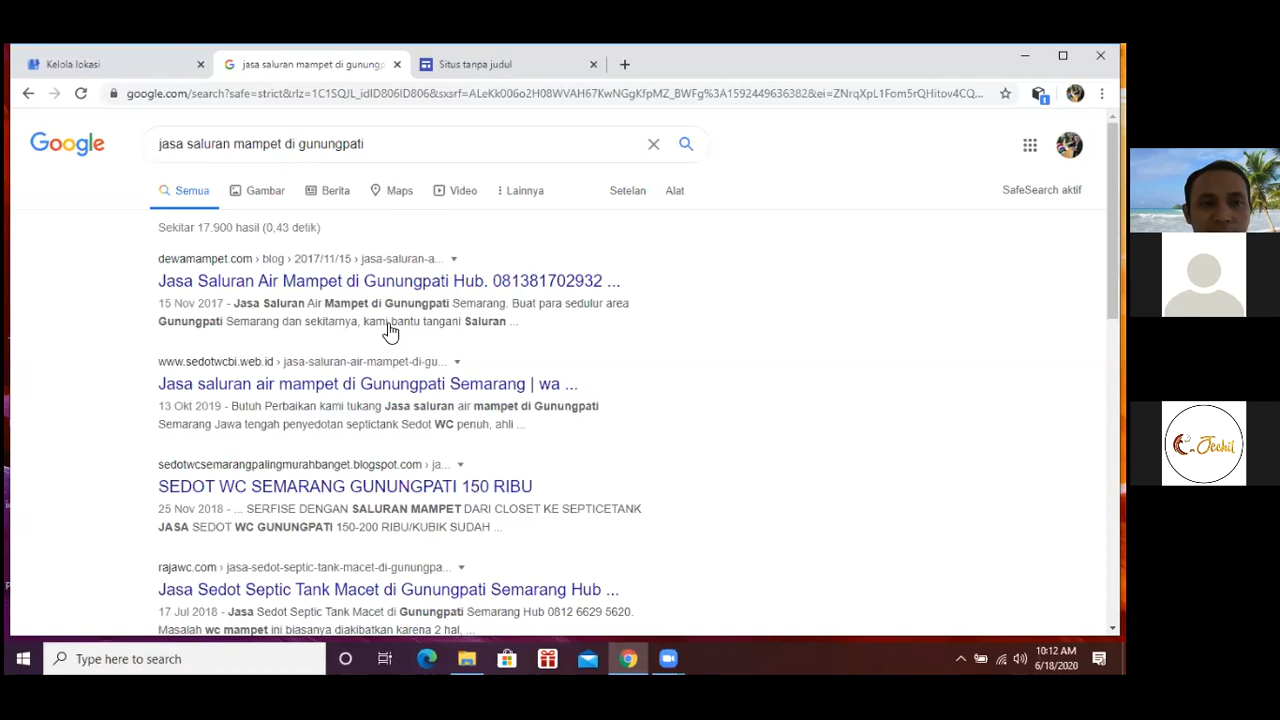 Kelola lokasi
jasa saluran mampet di gunungp
Situs tanpa judul
google.com/search?safe=strict&rlz=1C1SQJL_idID806ID806&sxsrf=ALeKk006o2H08WVAH67KwNGgKfpMZ_BWFg%3A1592449636382&ei=ZNrqXpL1Fom5rQHitov4CQ...
Google
jasa saluran mampet di gunungpati
Semua Gambar Berita Maps Video Lainnya Setelan Alat SafeSearch aktif
Sekitar 17.900 hasil (0,43 detik)
dewamampet.com › blog › 2017/11/15 › jasa-saluran-a...
Jasa Saluran Air Mampet di Gunungpati Hub. 081381702932 ...
15 Nov 2017 - Jasa Saluran Air Mampet di Gunungpati Semarang. Buat para sedulur area
Gunungpati Semarang dan sekitarnya, kami bantu tangani Saluran ...
www.sedotwcbi.web.id › jasa-saluran-air-mampet-di-gu...
Jasa saluran air mampet di Gunungpati Semarang | wa ...
13 Okt 2019 - Butuh Perbaikan kami tukang Jasa saluran air mampet di Gunungpati
Semarang Jawa tengah penyedotan septictank Sedot WC penuh, ahli ...
sedotwcsemarangpalingmurahbanget.blogspot.com › ja...
SEDOT WC SEMARANG GUNUNGPATI 150 RIBU
25 Nov 2018 - ... SERFISE DENGAN SALURAN MAMPET DARI CLOSET KE SEPTICETANK
JASA SEDOT WC GUNUNGPATI 150-200 RIBU/KUBIK SUDAH ...
rajawc.com › jasa-sedot-septic-tank-macet-di-gunungpa...
Jasa Sedot Septic Tank Macet di Gunungpati Semarang Hub ...
17 Jul 2018 - Jasa Sedot Septic Tank Macet di Gunungpati Semarang Hub 0812 6629 5620.
Masalah wc mampet ini biasanya diakibatkan karena 2 hal, ...
Type here to search
10:12 AM
6/18/2020